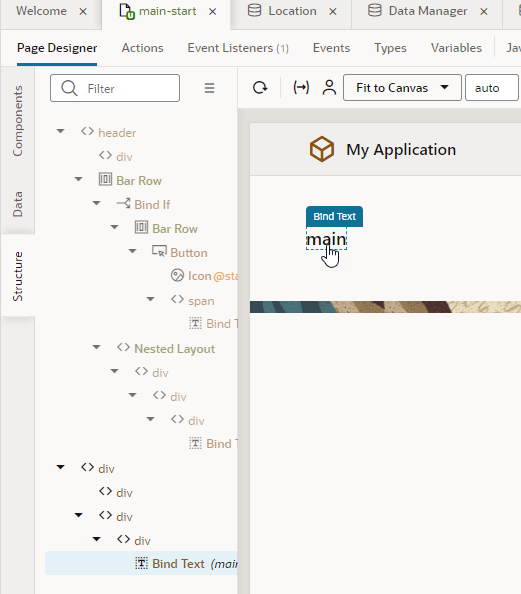 Welcome
main-start
Location
Data Manager
Page Designer
Actions
Event Listeners (1)
Events
Types
Variables
Jav
Components
Data
Structure
Filter
Fit to Canvas
auto
header
div
Bar Row
Bind If
Bar Row
Button
Icon @sta
span
Bind T
Nested Layout
div
div
div
Bind T
div
div
div
div
Bind Text (main
My Application
Bind Text
main